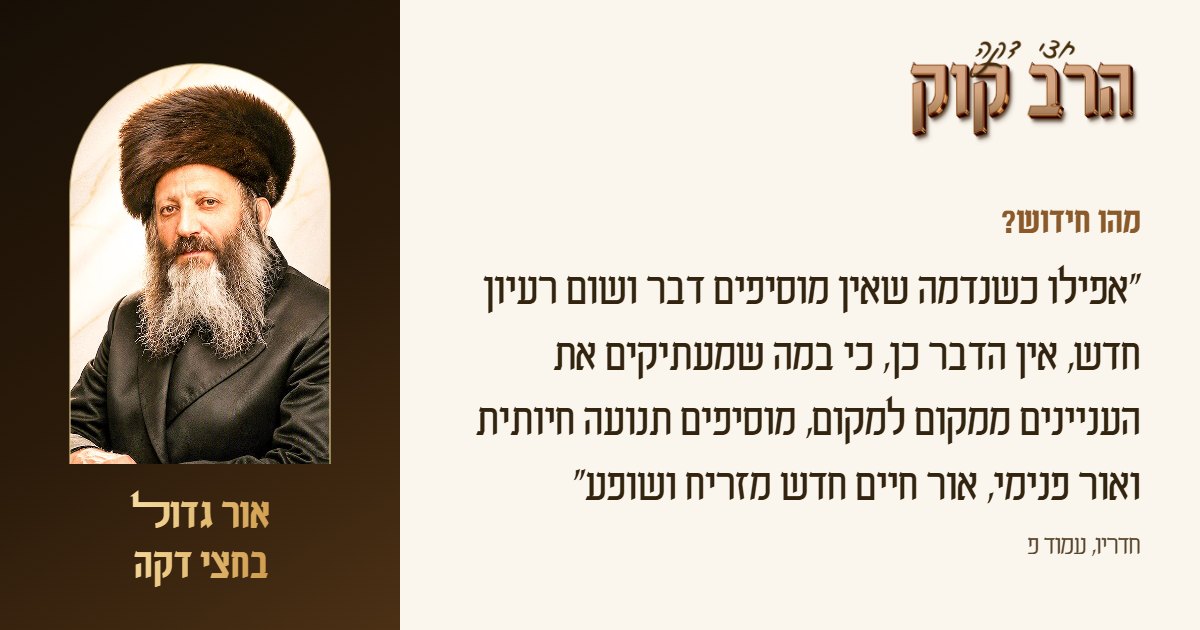 חצי דקה
הרב קוק
מהו חידוש?
"אפילו כשנדמה שאין מוסיפים דבר ושום רעיון
חדש, אין הדבר כן, כי במה שמעתיקים את
העניינים ממקום למקום, מוסיפים תנועה חיותית
ואור פנימי, אור חיים חדש מזריח ושופע"
חדריו, עמוד פ
אור גדול
בחצי דקה